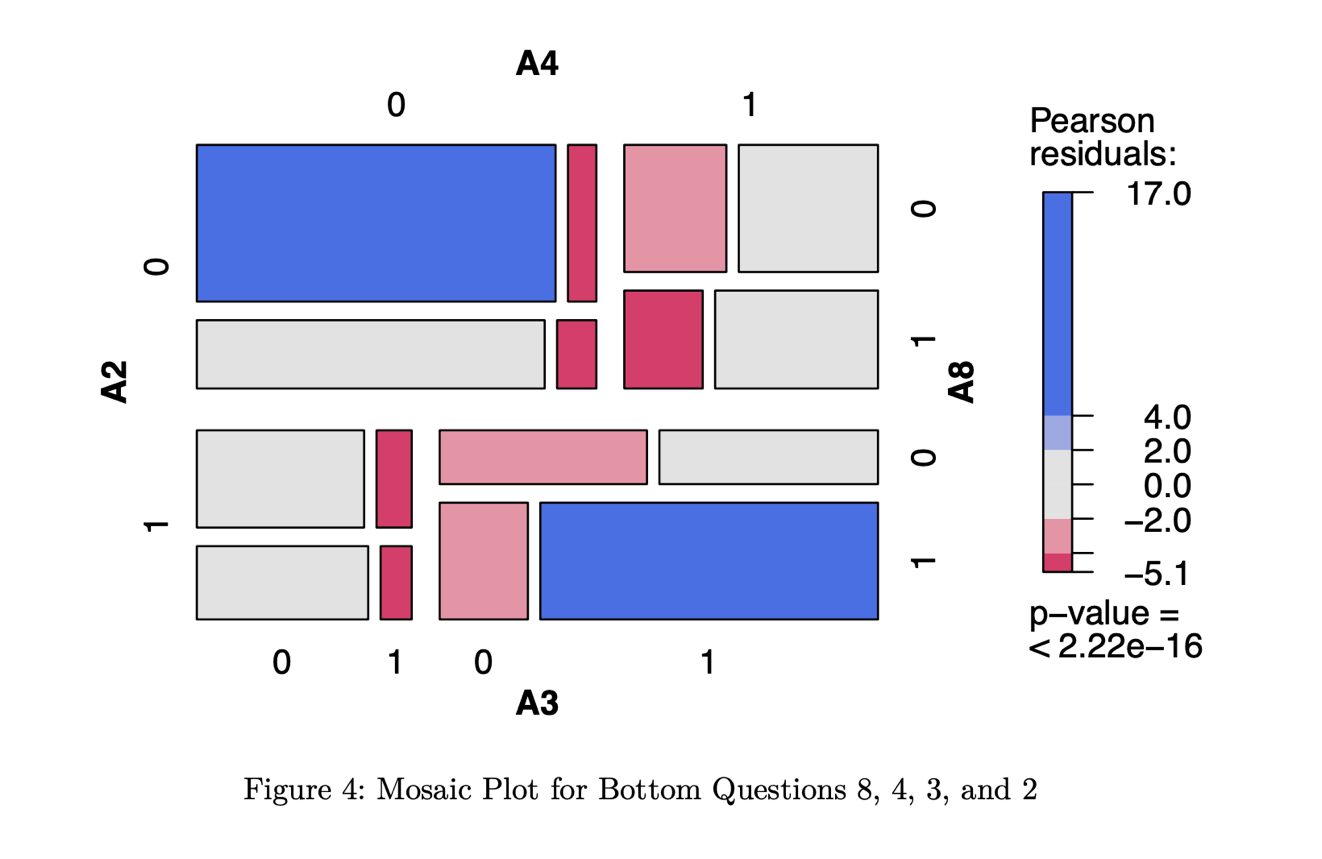 A4
0 1
Pearson
residuals:
17.0
0
0
A2
1
A8
4.0
2.0
0.0
−2.0
−5.1
0
1
1
p−value =
< 2.22e−16
0 1 0 1
A3
Figure 4: Mosaic Plot for Bottom Questions 8, 4, 3, and 2